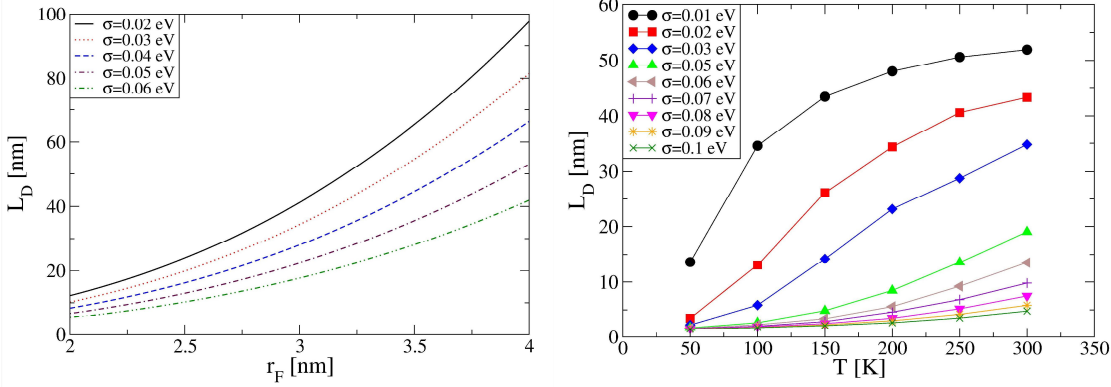 100
80
60
40
20
0
L_D [nm]
σ=0.02 eV
σ=0.03 eV
σ=0.04 eV
σ=0.05 eV
σ=0.06 eV
2
2.5
3
3.5
4
r_F [nm]
60
50
40
30
20
10
0
L_D [nm]
σ=0.01 eV
σ=0.02 eV
σ=0.03 eV
σ=0.05 eV
σ=0.06 eV
σ=0.07 eV
σ=0.08 eV
σ=0.09 eV
σ=0.1 eV
0
50
100
150
200
250
300
350
T [K]